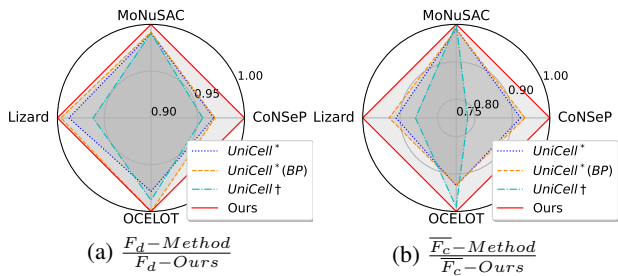 MoNuSAC
1.00
0.95
0.90
Lizard
CoNSeP
OCELOT
UniCell*
UniCell*(BP)
UniCell†
Ours
(a) F_d−Method / F_d−Ours
MoNuSAC
1.00
0.90
0.80
0.75
Lizard
CoNSeP
OCELOT
UniCell*
UniCell*(BP)
UniCell†
Ours
(b) F̅_c̅−Method / F̅_c̅−Ours